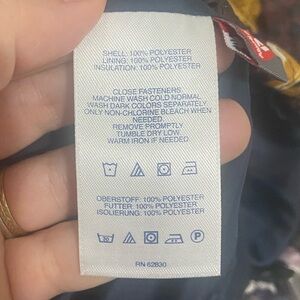 SHELL: 100% POLYESTER
LINING: 100% POLYESTER
INSULATION: 100% POLYESTER
CLOSE FASTENERS.
MACHINE WASH COLD NORMAL.
WASH DARK COLORS SEPARATELY
ONLY NON-CHLORINE BLEACH WHEN
NEEDED.
REMOVE PROMPTLY.
TUMBLE DRY LOW.
WARM IRON IF NEEDED.
OBERSTOFF: 100% POLYESTER
FUTTER: 100% POLYESTER
ISOLIERUNG: 100% POLYESTER
30
P
RN 62830